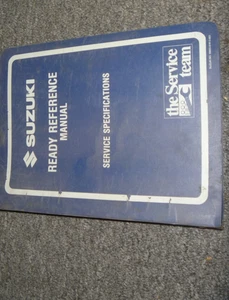 SUZUKI
READY REFERENCE
MANUAL
SERVICE SPECIFICATIONS
the Service
team